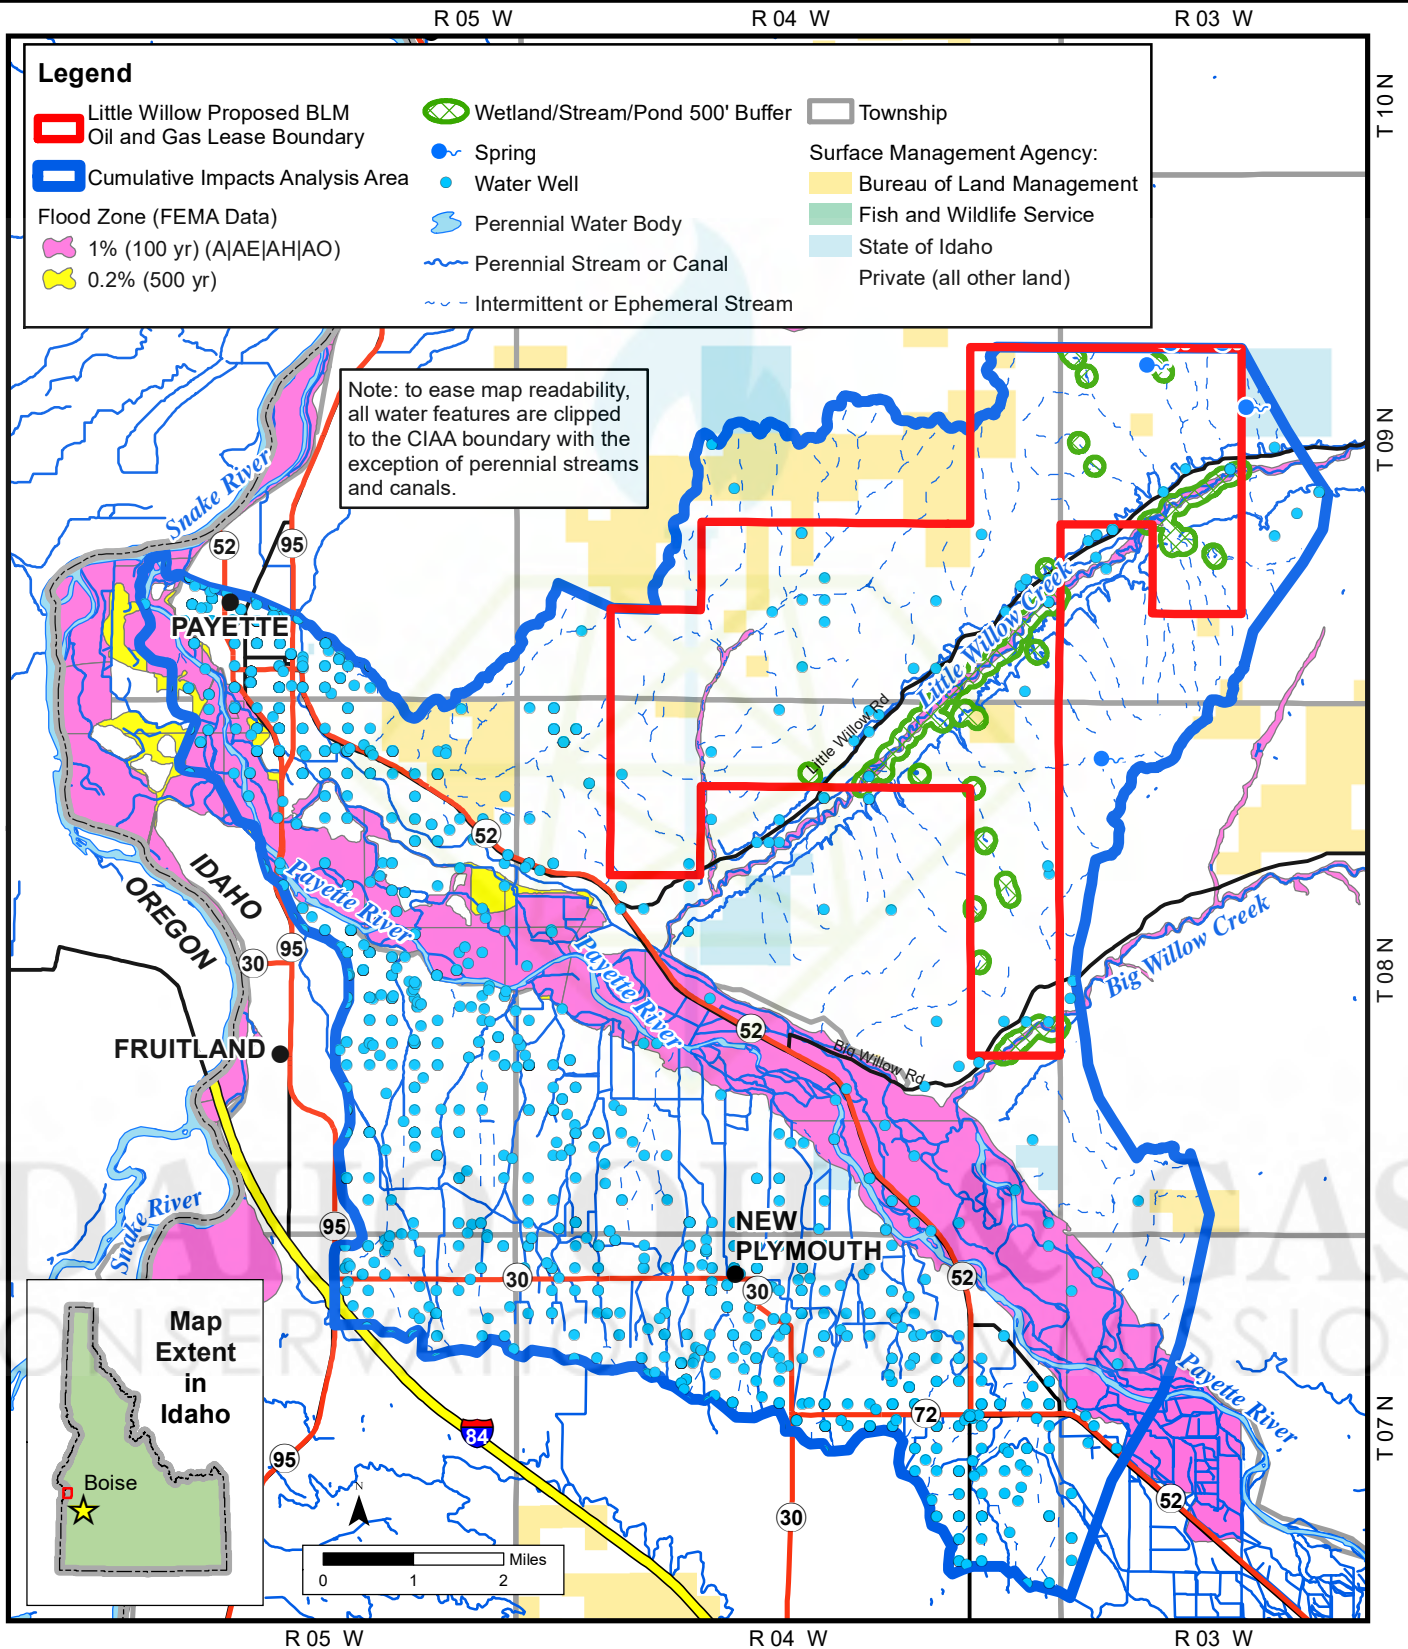 R 05 W
R 04 W
R 03 W
Legend
Little Willow Proposed BLM
Oil and Gas Lease Boundary
Cumulative Impacts Analysis Area
Flood Zone (FEMA Data)
1% (100 yr) (A|AE|AH|AO)
0.2% (500 yr)
Wetland/Stream/Pond 500' Buffer
Spring
Water Well
Perennial Water Body
Perennial Stream or Canal
Intermittent or Ephemeral Stream
Township
Surface Management Agency:
Bureau of Land Management
Fish and Wildlife Service
State of Idaho
Private (all other land)
T 10 N
Note: to ease map readability,
all water features are clipped
to the CIAA boundary with the
exception of perennial streams
and canals.
T 09 N
Snake River
52
95
PAYETTE
Little Willow Creek
Little Willow Rd
52
IDAHO
OREGON
Payette River
Payette River
95
30
Big Willow Creek
T 08 N
52
Big Willow Rd
FRUITLAND
IDAHO OIL & GAS
CONSERVATION COMMISSION
Snake River
95
NEW
PLYMOUTH
30
30
52
Map
Extent
in
Idaho
Boise
Payette River
72
84
95
T 07 N
52
30
N
Miles
0
1
2
R 05 W
R 04 W
R 03 W